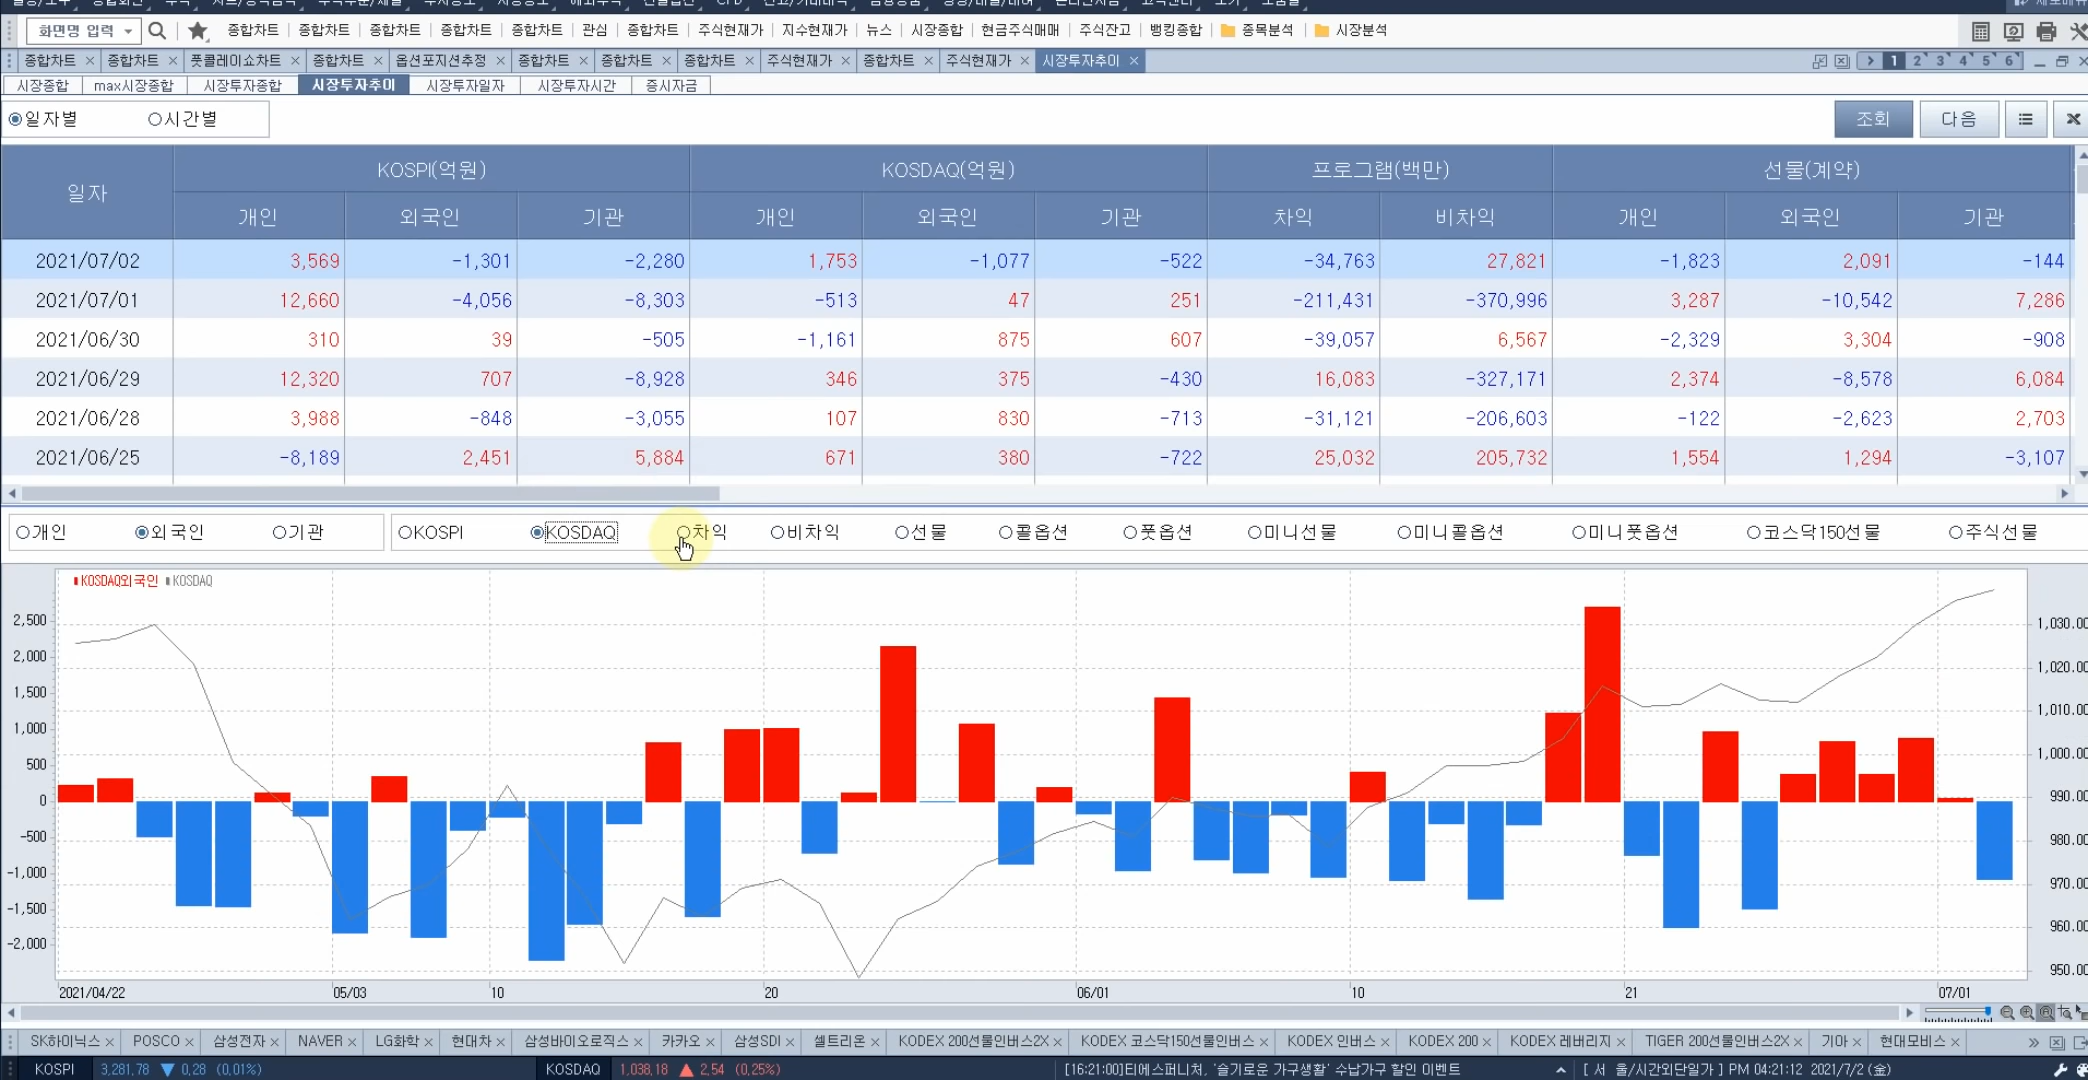 화면명 입력 종합차트 종합차트 종합차트 종합차트 종합차트 관심 종합차트 주식현재가 지수현재가 뉴스 시장종합 현금주식매매 주식잔고 뱅킹종합 종목분석 시장분석
종합차트 × 종합차트 × 풋콜레이쇼차트 × 종합차트 × 옵션포지션추정 × 종합차트 × 종합차트 × 종합차트 × 주식현재가 × 종합차트 × 주식현재가 × 시장투자추이 × 1 2 3 4 5 6
시장종합 max시장종합 시장투자종합 시장투자추이 시장투자일자 시장투자시간 증시자금
일자별 시간별 조회 다음
일자 KOSPI(억원) KOSDAQ(억원) 프로그램(백만) 선물(계약)
개인 외국인 기관 개인 외국인 기관 차익 비차익 개인 외국인 기관
2021/07/02 3,569 -1,301 -2,280 1,753 -1,077 -522 -34,763 27,821 -1,823 2,091 -144
2021/07/01 12,660 -4,056 -8,303 -513 47 251 -211,431 -370,996 3,287 -10,542 7,286
2021/06/30 310 39 -505 -1,161 875 607 -39,057 6,567 -2,329 3,304 -908
2021/06/29 12,320 707 -8,928 346 375 -430 16,083 -327,171 2,374 -8,578 6,084
2021/06/28 3,988 -848 -3,055 107 830 -713 -31,121 -206,603 -122 -2,623 2,703
2021/06/25 -8,189 2,451 5,884 671 380 -722 25,032 205,732 1,554 1,294 -3,107
개인 외국인 기관 KOSPI KOSDAQ 차익 비차익 선물 콜옵션 풋옵션 미니선물 미니콜옵션 미니풋옵션 코스닥150선물 주식선물
KOSDAQ외국인 KOSDAQ
2,500 1,030.00
2,000 1,020.00
1,500 1,010.00
1,000 1,000.00
500
0 990.00
-500 980.00
-1,000 970.00
-1,500 960.00
-2,000 950.00
2021/04/22 05/03 10 20 06/01 10 21 07/01
SK하이닉스 × POSCO × 삼성전자 × NAVER × LG화학 × 현대차 × 삼성바이오로직스 × 카카오 × 삼성SDI × 셀트리온 × KODEX 200선물인버스2X × KODEX 코스닥150선물인버스 × KODEX 인버스 × KODEX 200 × KODEX 레버리지 × TIGER 200선물인버스2X × 기아 × 현대모비스 ×
KOSPI 3,281.78 ▼ 0.28 (0.01%) KOSDAQ 1,038.18 ▲ 2.54 (0.25%) [16:21:00]티에스퍼니처, '슬기로운 가구생활' 수납가구 할인 이벤트 [ 서 울/시간외단일가 ] PM 04:21:12 2021/7/2 (금)